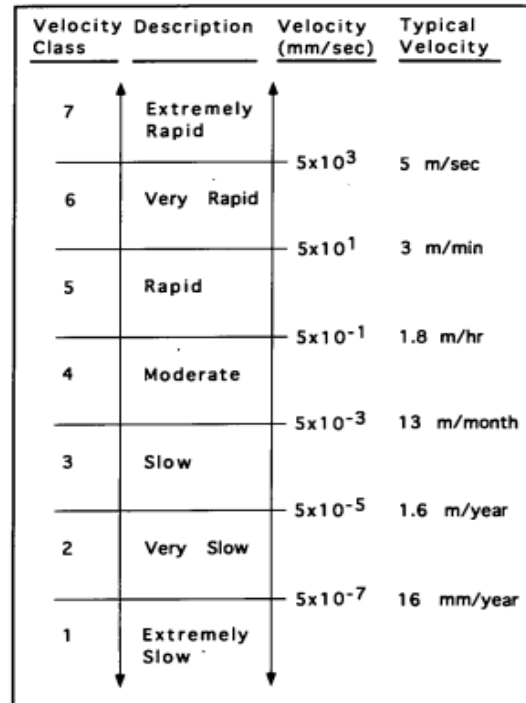 Velocity Description Velocity Typical
Class (mm/sec) Velocity
7 Extremely
Rapid
5x10³ 5 m/sec
6 Very Rapid
5x10¹ 3 m/min
5 Rapid
5x10⁻¹ 1.8 m/hr
4 Moderate
5x10⁻³ 13 m/month
3 Slow
5x10⁻⁵ 1.6 m/year
2 Very Slow
5x10⁻⁷ 16 mm/year
1 Extremely
Slow